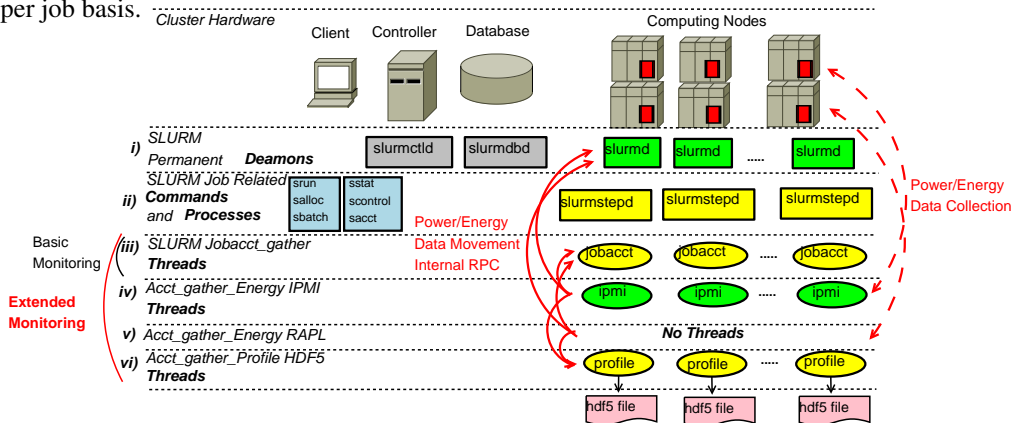 per job basis.
Cluster Hardware
Client
Controller
Database
Computing Nodes
i) SLURM
Permanent Deamons
slurmctld
slurmdbd
slurmd
slurmd
.....
slurmd
SLURM Job Related
ii) Commands
and Processes
srun
salloc
sbatch
sstat
scontrol
sacct
slurmstepd
slurmstepd
slurmstepd
Power/Energy
Data Collection
Power/Energy
Data Movement
Internal RPC
Basic
Monitoring
iii) SLURM Jobacct_gather
Threads
jobacct
jobacct
.....
jobacct
Extended
Monitoring
iv) Acct_gather_Energy IPMI
Threads
ipmi
ipmi
.....
ipmi
v) Acct_gather_Energy RAPL
No Threads
vi) Acct_gather_Profile HDF5
Threads
profile
profile
.....
profile
hdf5 file
hdf5 file
hdf5 file